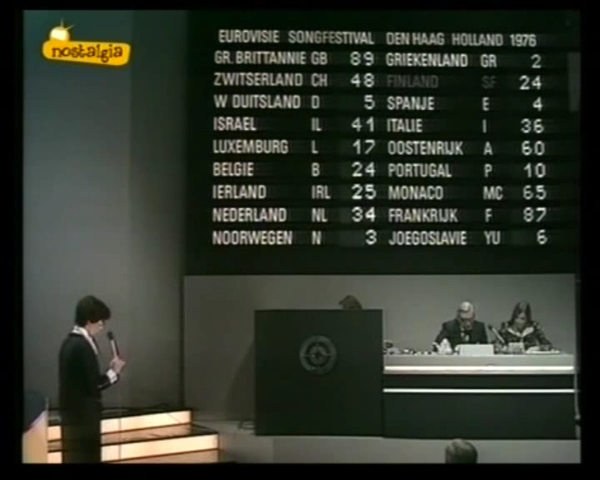 nostalgia
EUROVISIE SONGFESTIVAL DEN HAAG HOLLAND 1976
GR. BRITTANNIE GB 89 GRIEKENLAND GR 2
ZWITSERLAND CH 48 FINLAND SF 24
W DUITSLAND D 5 SPANJE E 4
ISRAEL IL 41 ITALIE I 36
LUXEMBURG L 17 OOSTENRIJK A 60
BELGIE B 24 PORTUGAL P 10
IERLAND IRL 25 MONACO MC 65
NEDERLAND NL 34 FRANKRIJK F 87
NOORWEGEN N 3 JOEGOSLAVIE YU 6